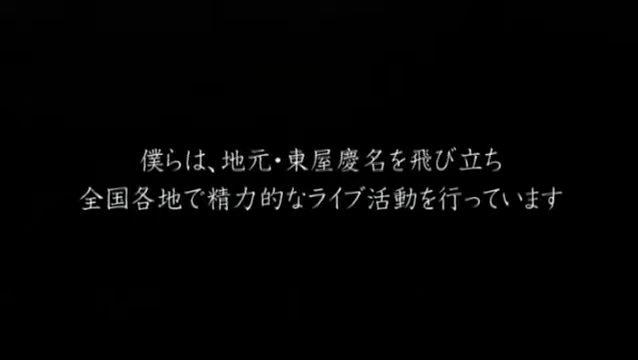 僕らは、地元・東屋慶名を飛び立ち
全国各地で精力的なライブ活動を行っています